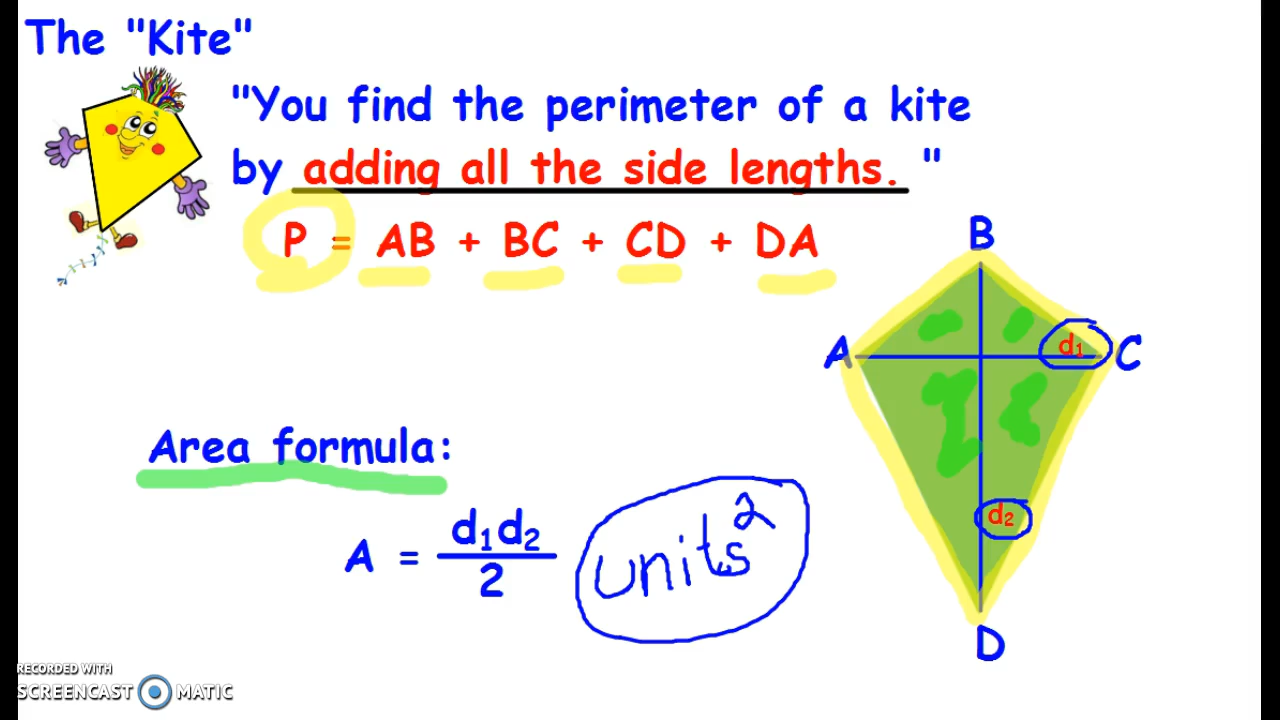 The "Kite"
"You find the perimeter of a kite
by adding all the side lengths. "
P = AB + BC + CD + DA
B
A
d₁
C
d₂
D
Area formula:
A = d₁d₂
2
units²
RECORDED WITH
SCREENCAST MATIC